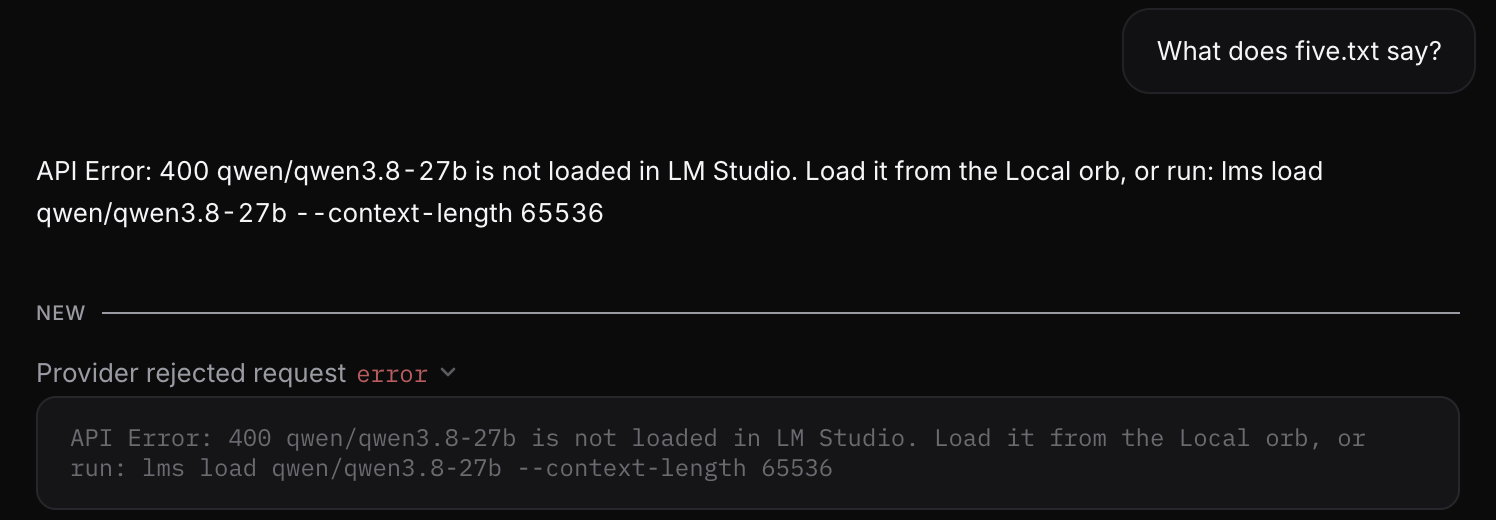 What does five.txt say?
API Error: 400 qwen/qwen3.8-27b is not loaded in LM Studio. Load it from the Local orb, or run: lms load
qwen/qwen3.8-27b --context-length 65536
NEW
Provider rejected request error
API Error: 400 qwen/qwen3.8-27b is not loaded in LM Studio. Load it from the Local orb, or
run: lms load qwen/qwen3.8-27b --context-length 65536